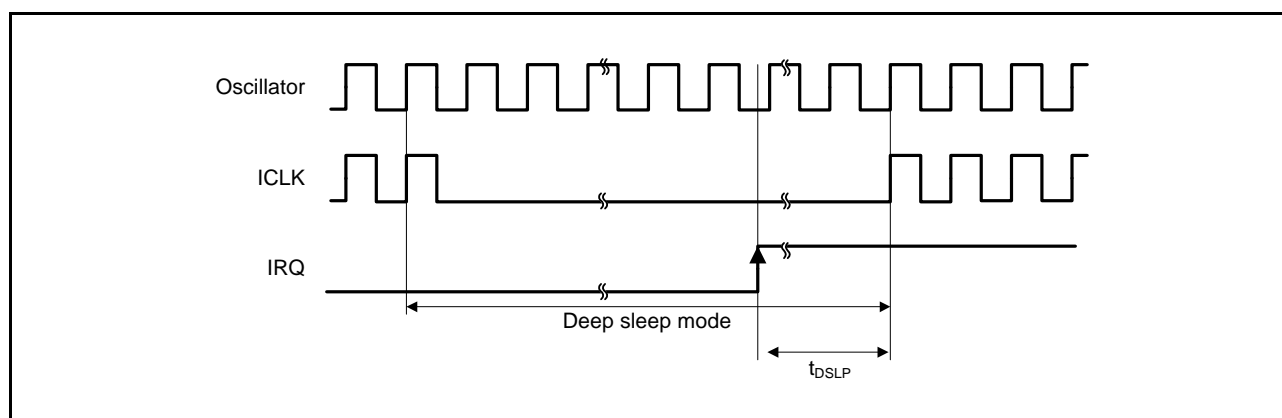 Oscillator
ICLK
IRQ
Deep sleep mode
tDSLP